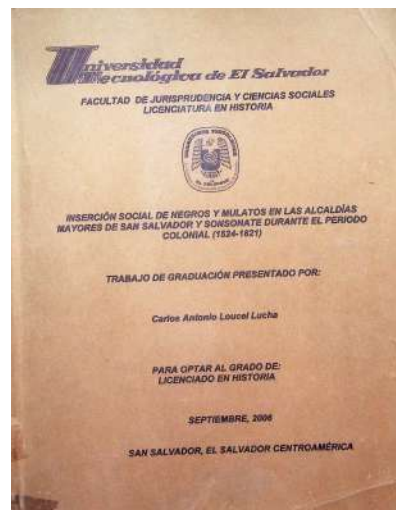 Universidad
Tecnológica de El Salvador
FACULTAD DE JURISPRUDENCIA Y CIENCIAS SOCIALES
LICENCIATURA EN HISTORIA
INSERCIÓN SOCIAL DE NEGROS Y MULATOS EN LAS ALCALDÍAS
MAYORES DE SAN SALVADOR Y SONSONATE DURANTE EL PERIODO
COLONIAL (1524-1821)
TRABAJO DE GRADUACIÓN PRESENTADO POR:
Carlos Antonio Loucel Lucha
PARA OPTAR AL GRADO DE:
LICENCIADO EN HISTORIA
SEPTIEMBRE, 2006
SAN SALVADOR, EL SALVADOR CENTROAMÉRICA